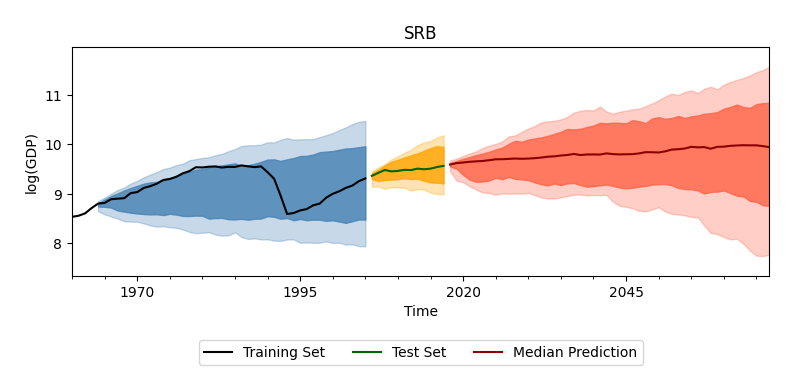 SRB
log(GDP)
11
10
9
8
1970
1995
2020
2045
Time
Training Set
Test Set
Median Prediction